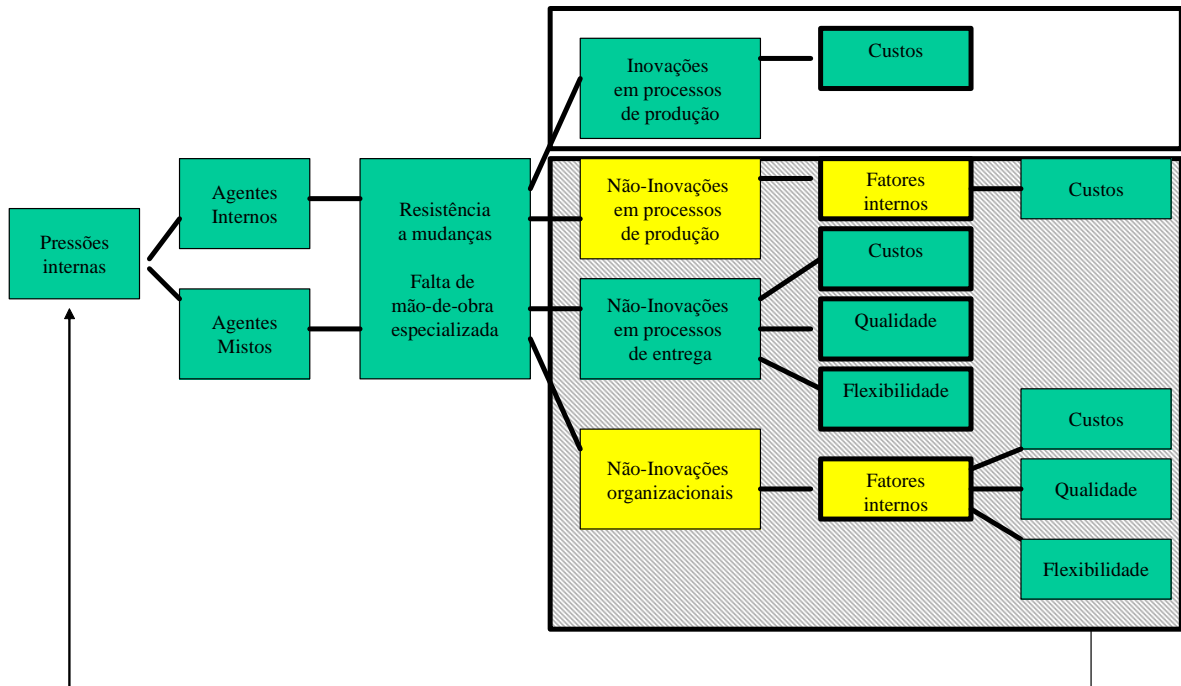 Pressões
internas
Agentes
Internos
Agentes
Mistos
Resistência
a mudanças
Falta de
mão-de-obra
especializada
Inovações
em processos
de produção
Custos
Não-Inovações
em processos
de produção
Fatores
internos
Custos
Não-Inovações
em processos
de entrega
Custos
Qualidade
Flexibilidade
Não-Inovações
organizacionais
Fatores
internos
Custos
Qualidade
Flexibilidade